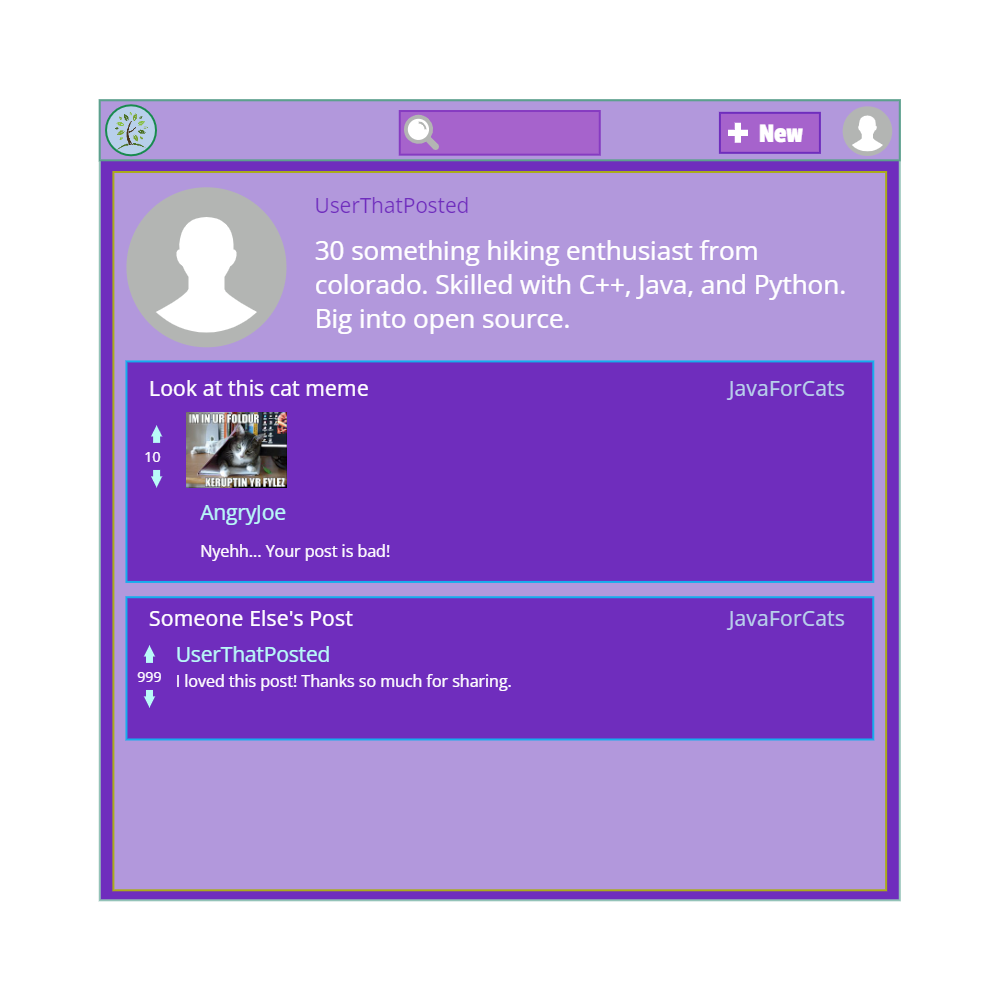 New
UserThatPosted
30 something hiking enthusiast from
colorado. Skilled with C++, Java, and Python.
Big into open source.
Look at this cat meme
JavaForCats
10
IM IN UR FOLDUR
KERUPTIN YR FYLEZ
AngryJoe
Nyehh... Your post is bad!
Someone Else's Post
JavaForCats
UserThatPosted
999
I loved this post! Thanks so much for sharing.